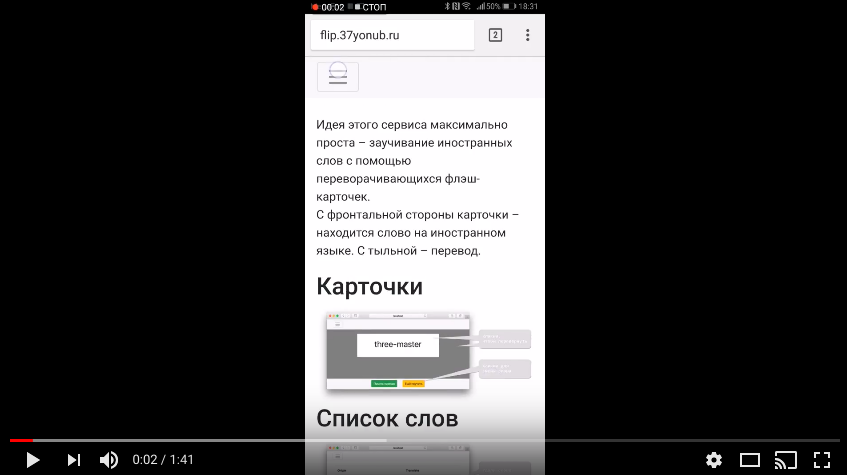 00:02 СТОП 50% 18:31
flip.37yonub.ru 2
Идея этого сервиса максимально
проста – заучивание иностранных
слов с помощью
переворачивающихся флэш-
карточек.
С фронтальной стороны карточки –
находится слово на иностранном
языке. С тыльной – перевод.
Карточки
three-master
Список слов
0:02 / 1:41